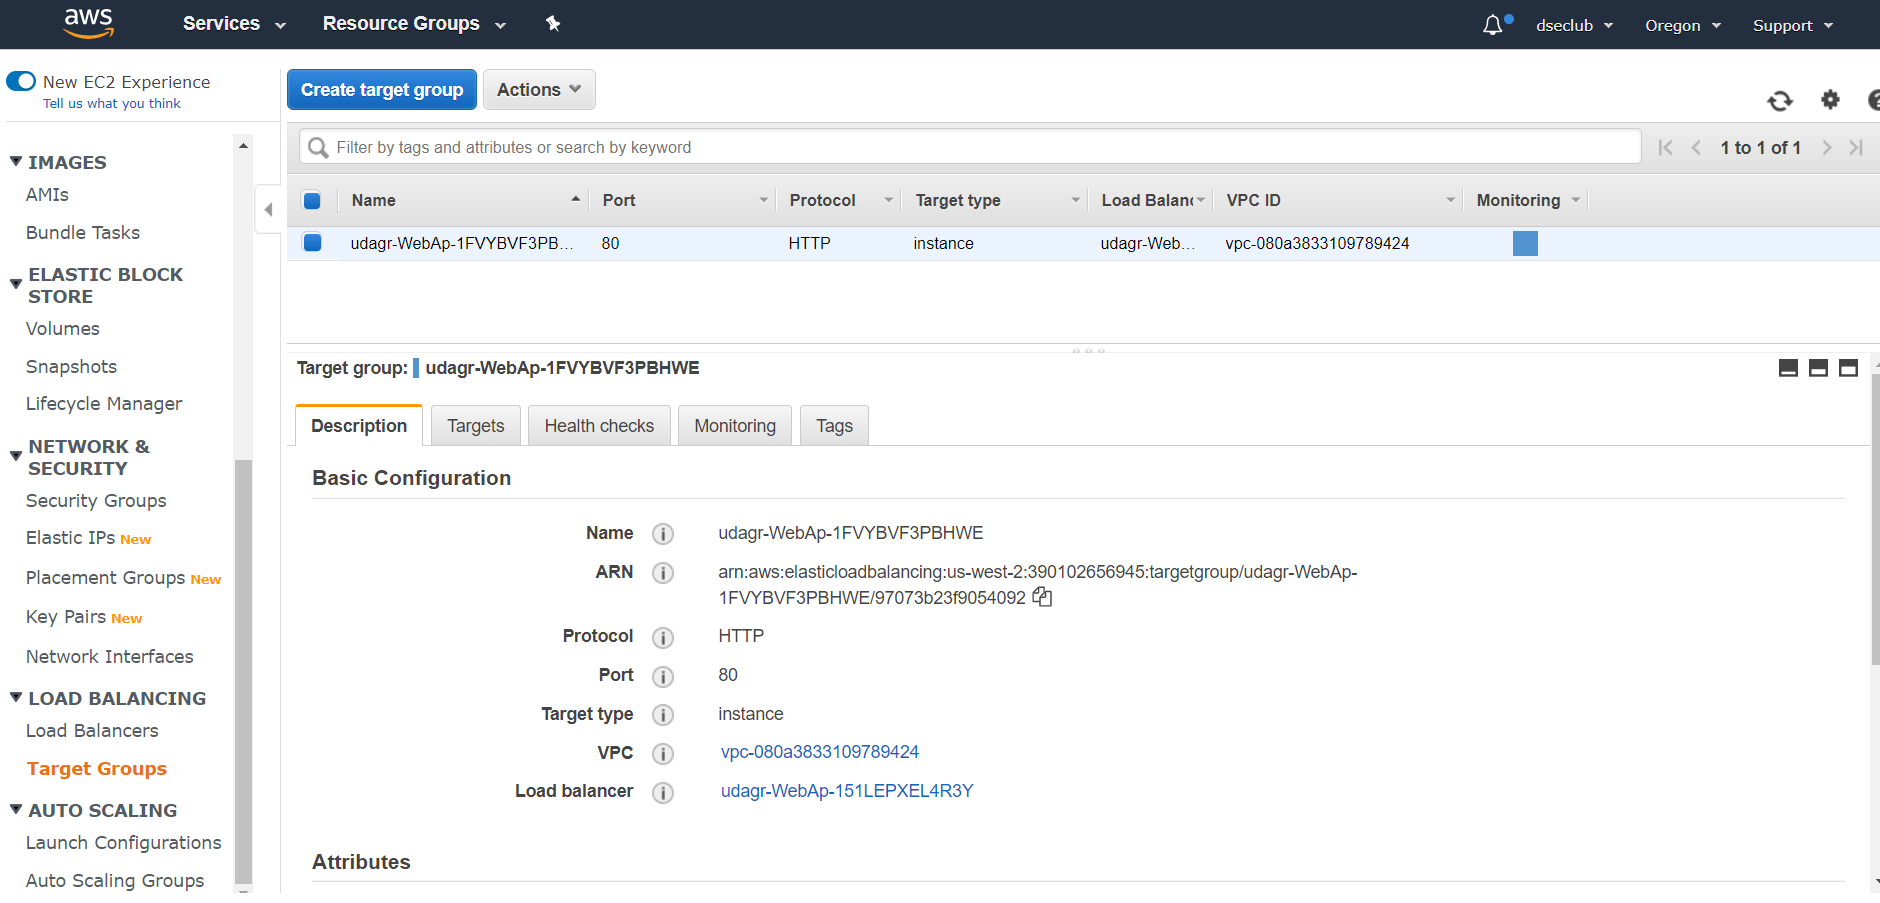 aws
Services
Resource Groups
dseclub
Oregon
Support
New EC2 Experience
Tell us what you think
IMAGES
AMIs
Bundle Tasks
ELASTIC BLOCK
STORE
Volumes
Snapshots
Lifecycle Manager
NETWORK &
SECURITY
Security Groups
Elastic IPs New
Placement Groups New
Key Pairs New
Network Interfaces
LOAD BALANCING
Load Balancers
Target Groups
AUTO SCALING
Launch Configurations
Auto Scaling Groups
Create target group
Actions
Filter by tags and attributes or search by keyword
1 to 1 of 1
Name Port Protocol Target type Load Balanc VPC ID Monitoring
udagr-WebAp-1FVYBVF3PB... 80 HTTP instance udagr-Web... vpc-080a3833109789424
Target group: udagr-WebAp-1FVYBVF3PBHWE
Description Targets Health checks Monitoring Tags
Basic Configuration
Name udagr-WebAp-1FVYBVF3PBHWE
ARN arn:aws:elasticloadbalancing:us-west-2:390102656945:targetgroup/udagr-WebAp-
1FVYBVF3PBHWE/97073b23f9054092
Protocol HTTP
Port 80
Target type instance
VPC vpc-080a3833109789424
Load balancer udagr-WebAp-151LEPXEL4R3Y
Attributes